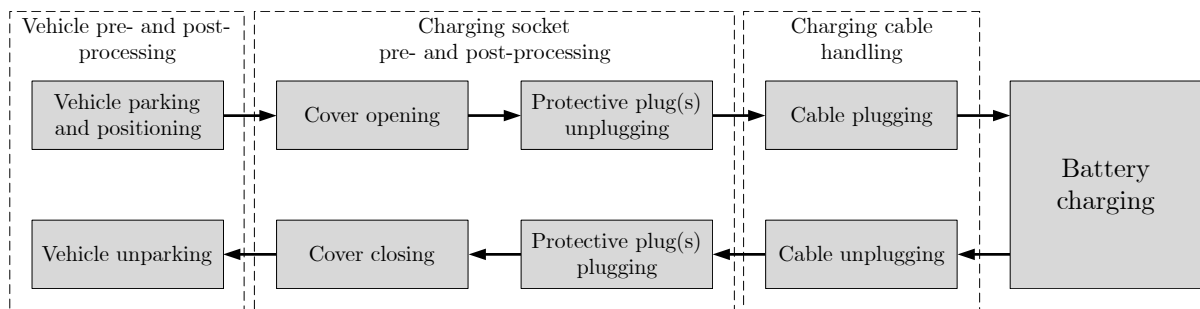 Vehicle pre- and post-
processing
Charging socket
pre- and post-processing
Charging cable
handling
Vehicle parking
and positioning
Cover opening
Protective plug(s)
unplugging
Cable plugging
Battery
charging
Vehicle unparking
Cover closing
Protective plug(s)
plugging
Cable unplugging